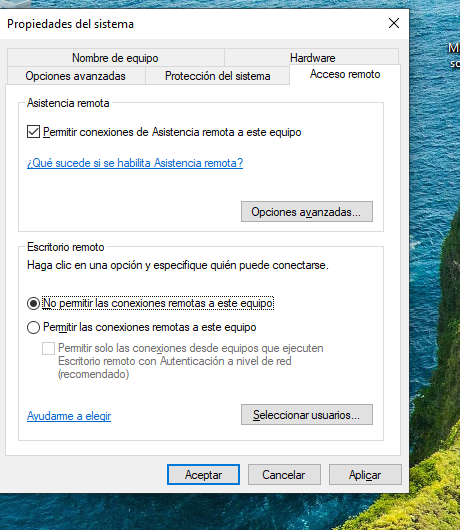 Propiedades del sistema
Nombre de equipo
Hardware
Opciones avanzadas
Protección del sistema
Acceso remoto
Asistencia remota
Permitir conexiones de Asistencia remota a este equipo
¿Qué sucede si se habilita Asistencia remota?
Opciones avanzadas...
Escritorio remoto
Haga clic en una opción y especifique quién puede conectarse.
No permitir las conexiones remotas a este equipo
Permitir las conexiones remotas a este equipo
Permitir solo las conexiones desde equipos que ejecuten
Escritorio remoto con Autenticación a nivel de red
(recomendado)
Ayudarme a elegir
Seleccionar usuarios...
Aceptar
Cancelar
Aplicar